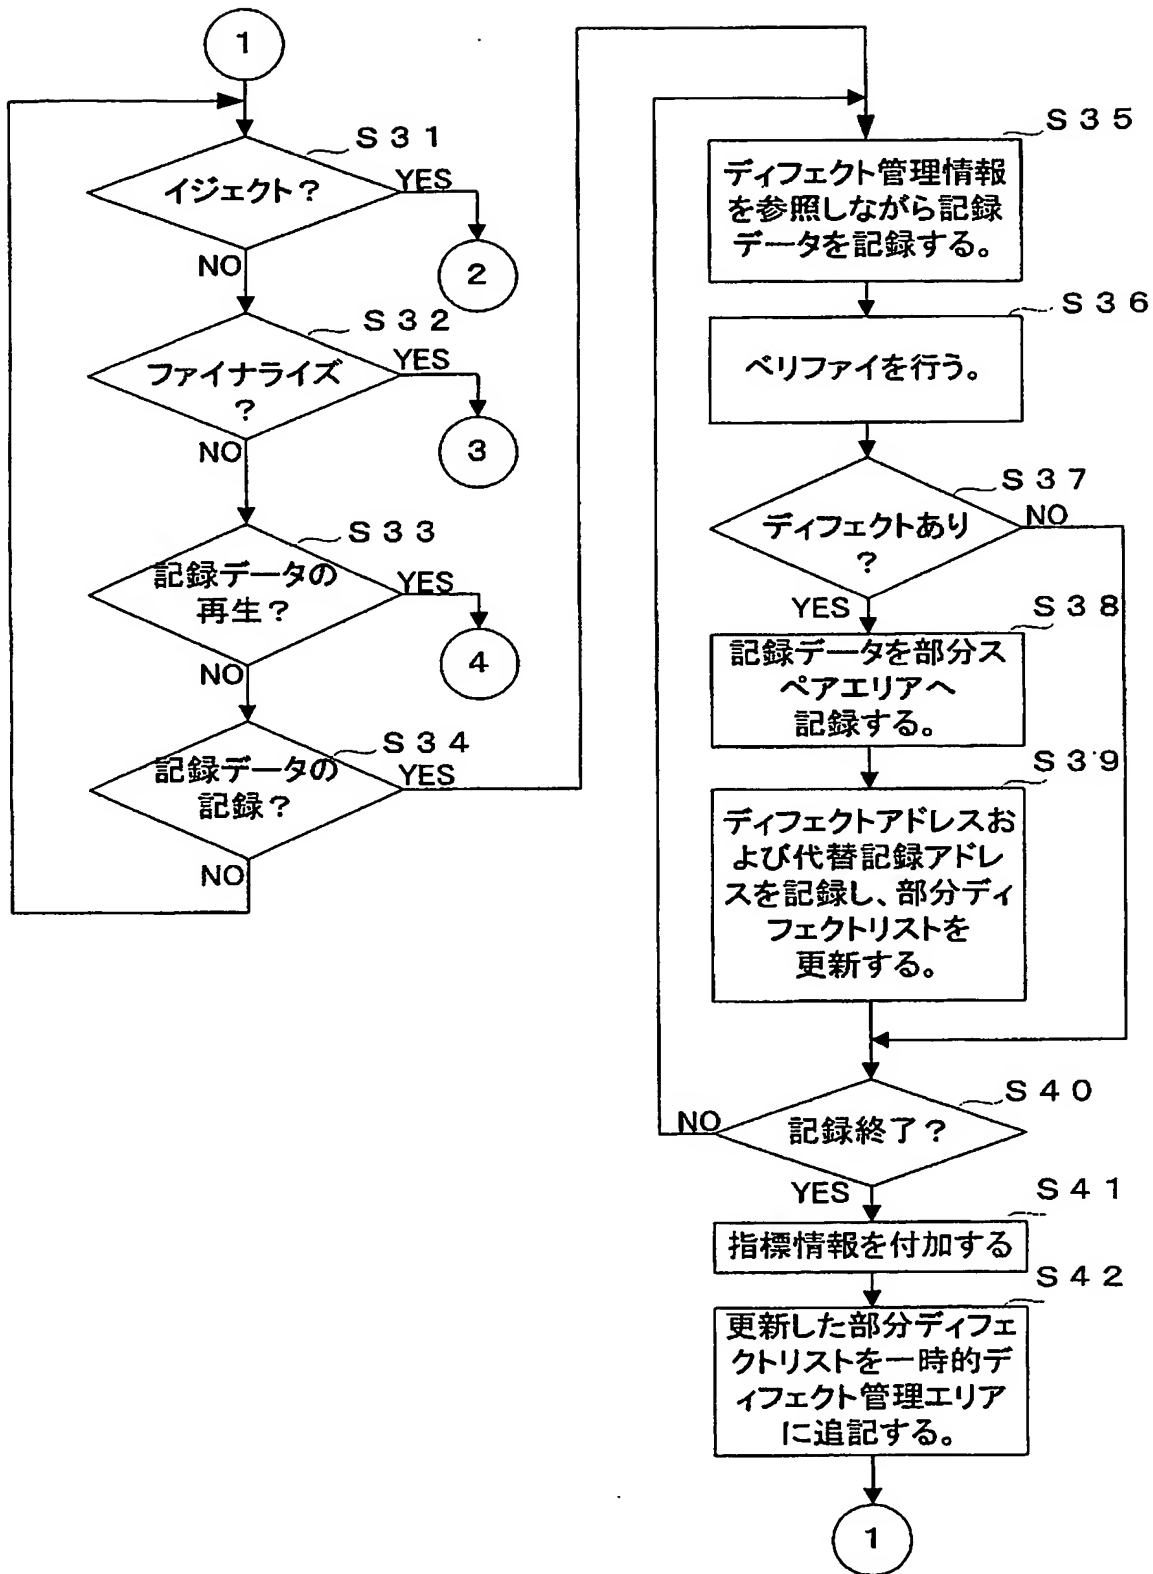 1
S31
イジェクト?
YES
2
NO
S32
ファイナライズ
?
YES
3
NO
S33
記録データの
再生?
YES
4
NO
S34
記録データの
記録?
YES
NO
S35
ディフェクト管理情報
を参照しながら記録
データを記録する。
S36
ベリファイを行う。
S37
ディフェクトあり
?
NO
YES
S38
記録データを部分ス
ペアエリアへ
記録する。
S39
ディフェクトアドレスお
よび代替記録アドレ
スを記録し、部分ディ
フェクトリストを
更新する。
S40
記録終了?
NO
YES
S41
指標情報を付加する
S42
更新した部分ディフェ
クトリストを一時的デ
ィフェクト管理エリア
に追記する。
1